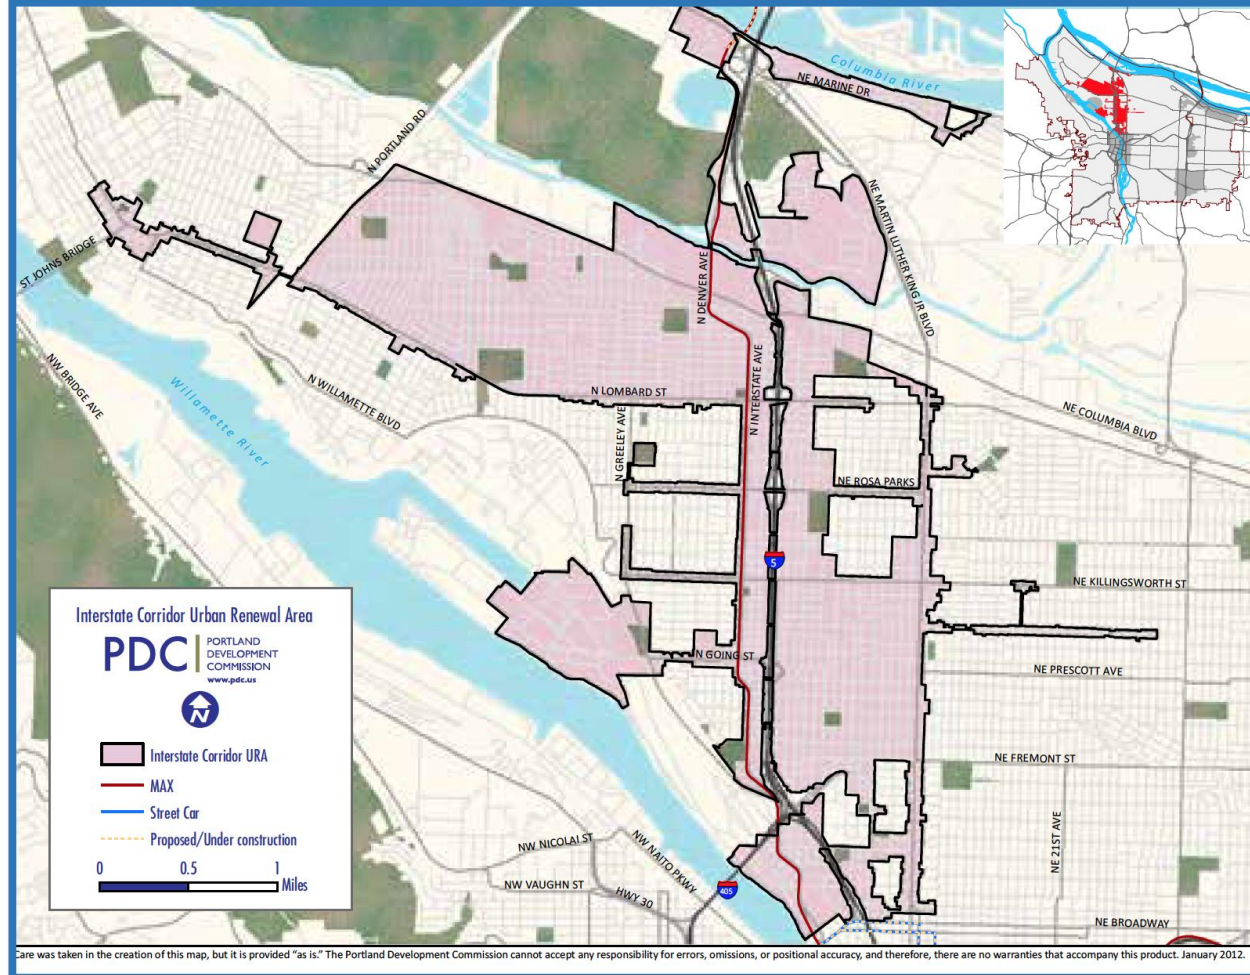 Columbia River
NE MARINE DR
N PORTLAND RD
NE MARTIN LUTHER KING JR BLVD
ST JOHNS BRIDGE
N DENVER AVE
NW BRIDGE AVE
Willamette River
N WILLAMETTE BLVD
N LOMBARD ST
N INTERSTATE AVE
NE COLUMBIA BLVD
N GREELEY AVE
NE ROSA PARKS
5
NE KILLINGSWORTH ST
N GOING ST
NE PRESCOTT AVE
NE FREMONT ST
NE 21ST AVE
NW NICOLAI ST
NW NAITO PKWY
NW VAUGHN ST
HWY 30
405
NE BROADWAY
Interstate Corridor Urban Renewal Area
PDC
PORTLAND
DEVELOPMENT
COMMISSION
www.pdc.us
N
Interstate Corridor URA
MAX
Street Car
Proposed/Under construction
0 0.5 1
Miles
Care was taken in the creation of this map, but it is provided "as is." The Portland Development Commission cannot accept any responsibility for errors, omissions, or positional accuracy, and therefore, there are no warranties that accompany this product. January 2012.